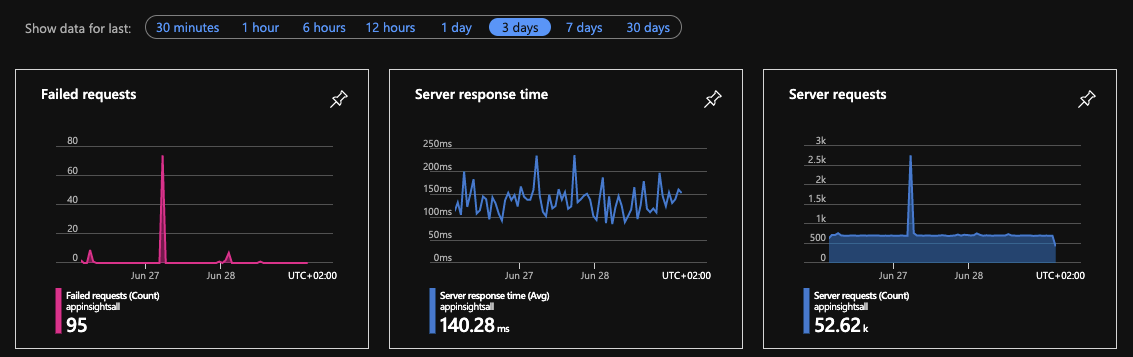 Show data for last: 30 minutes 1 hour 6 hours 12 hours 1 day 3 days 7 days 30 days
Failed requests
80
60
40
20
0
Jun 27 Jun 28 UTC+02:00
Failed requests (Count)
appinsightsall
95
Server response time
250ms
200ms
150ms
100ms
50ms
0ms
Jun 27 Jun 28 UTC+02:00
Server response time (Avg)
appinsightsall
140.28 ms
Server requests
3k
2.5k
2k
1.5k
1k
500
0
Jun 27 Jun 28 UTC+02:00
Server requests (Count)
appinsightsall
52.62 k